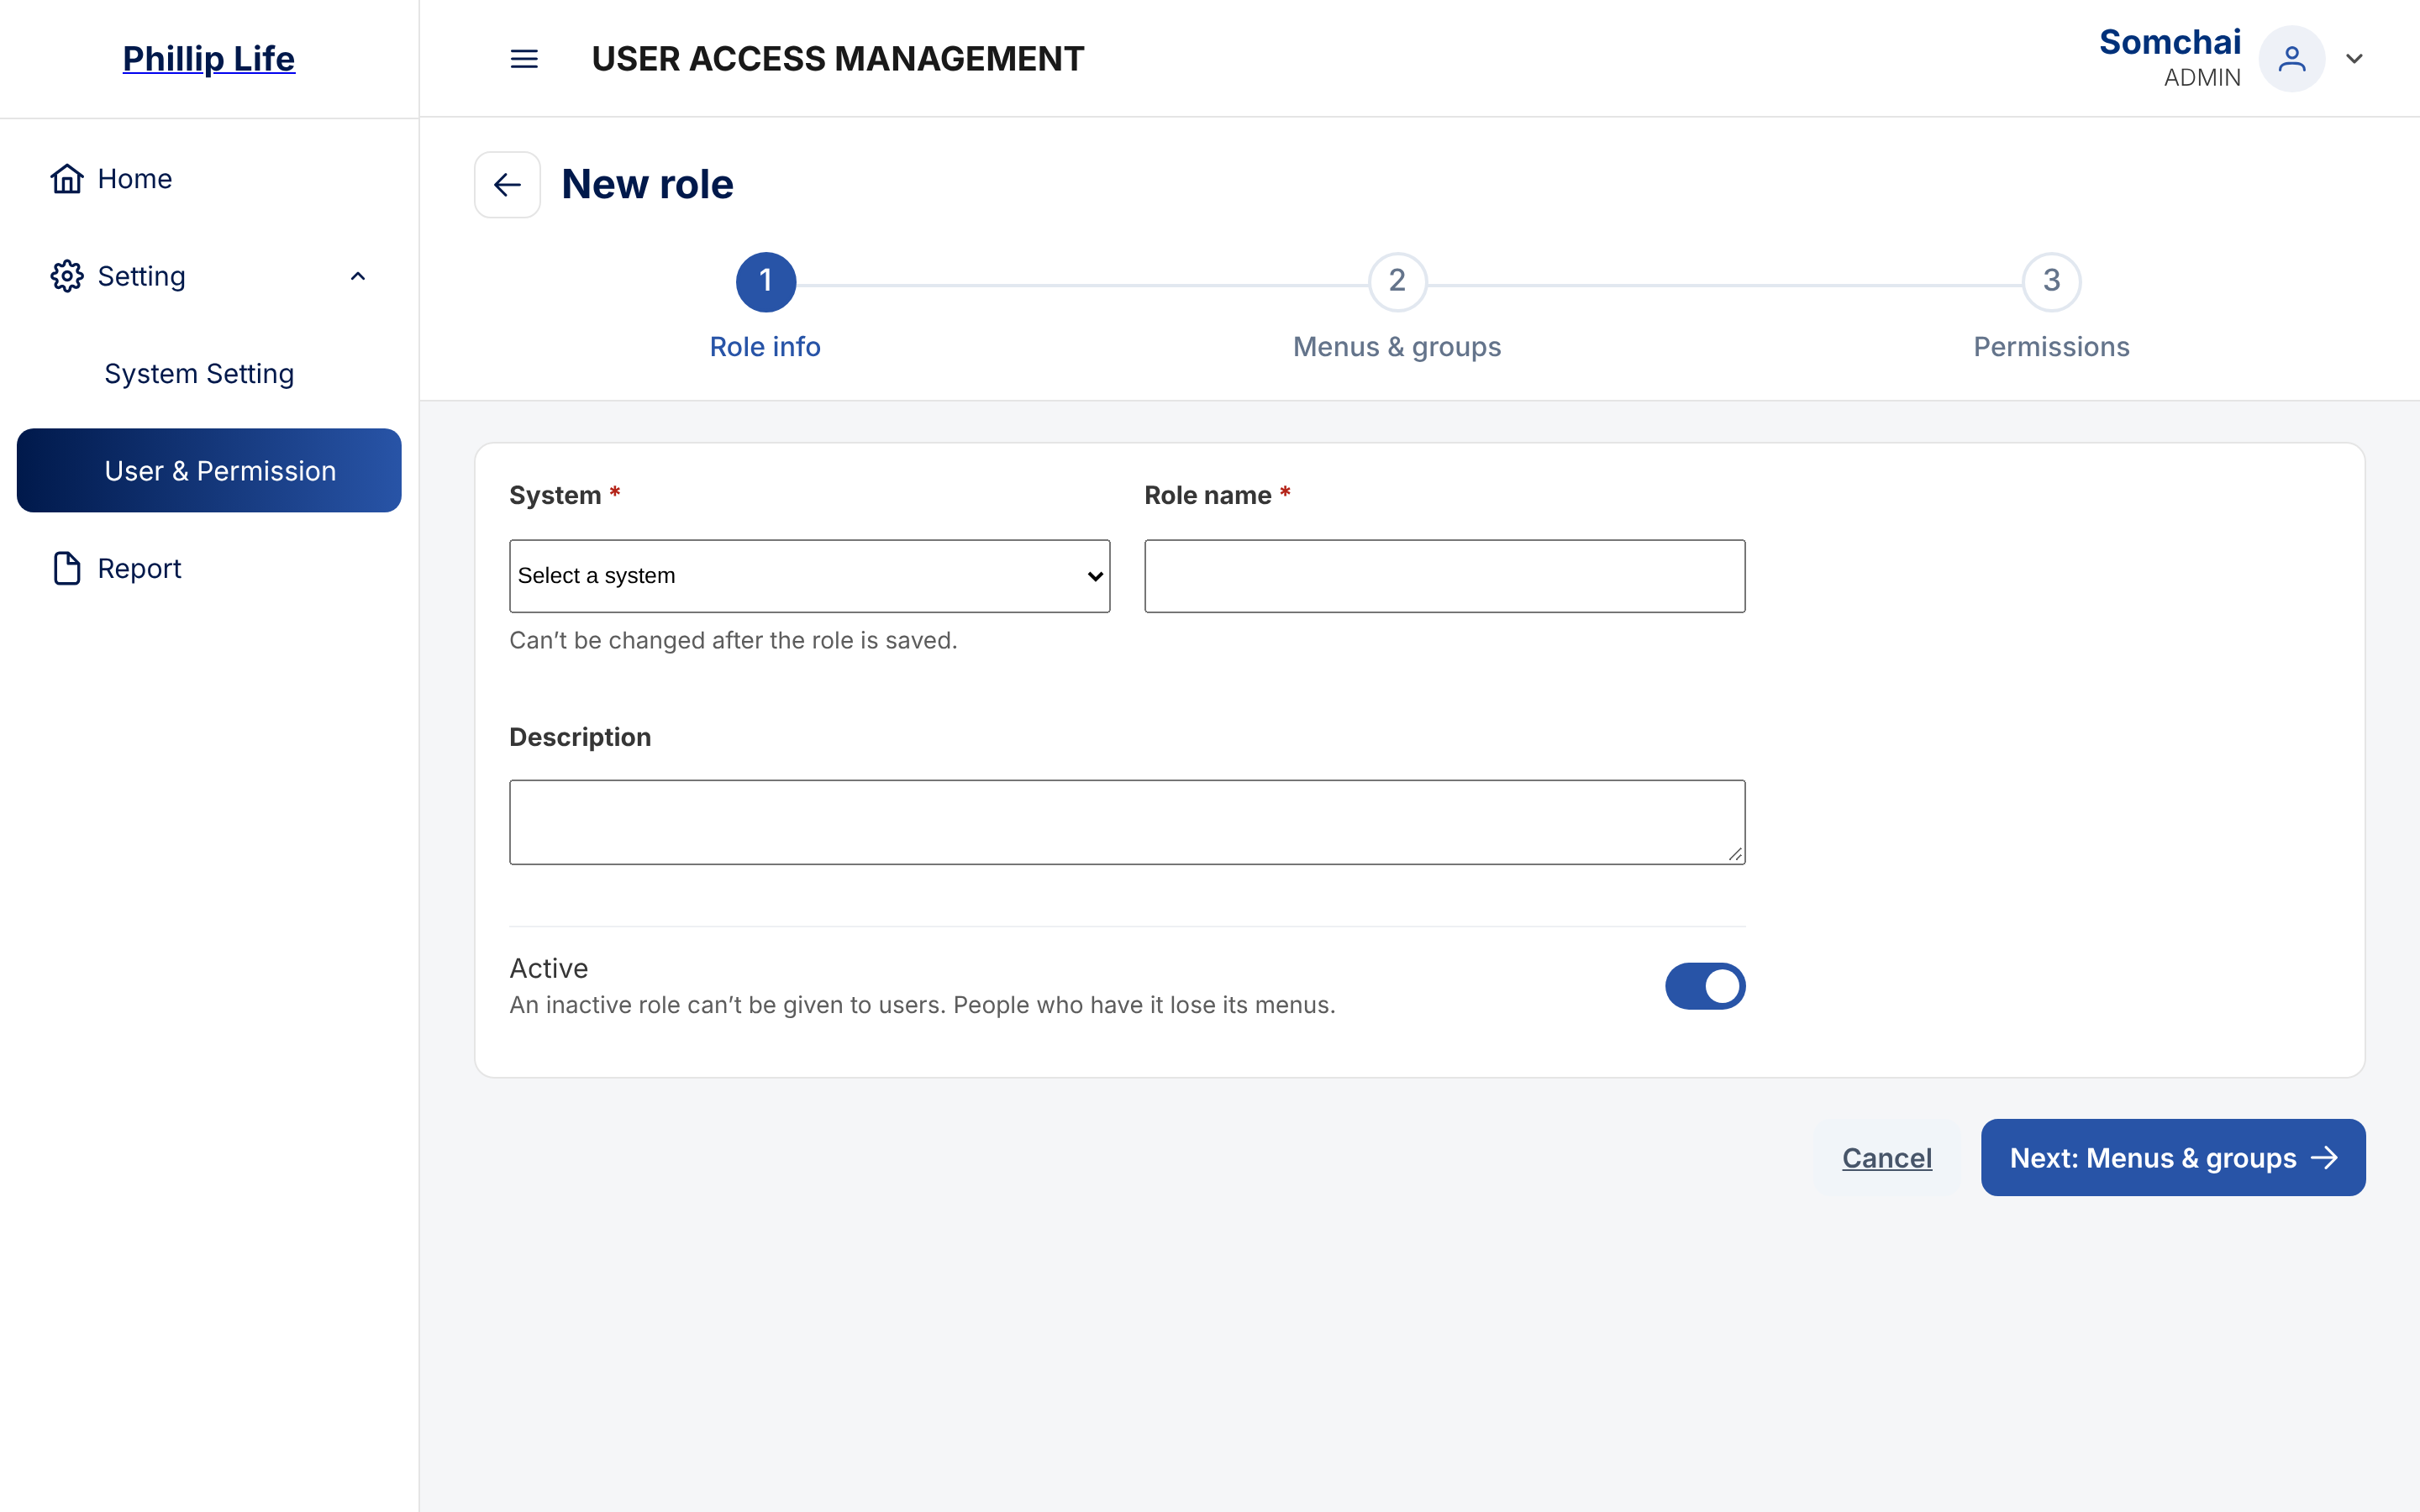 Phillip Life
USER ACCESS MANAGEMENT
Somchai
ADMIN
Home
Setting
System Setting
User & Permission
Report
New role
1
2
3
Role info
Menus & groups
Permissions
System *
Role name *
Select a system
Can’t be changed after the role is saved.
Description
Active
An inactive role can’t be given to users. People who have it lose its menus.
Cancel
Next: Menus & groups